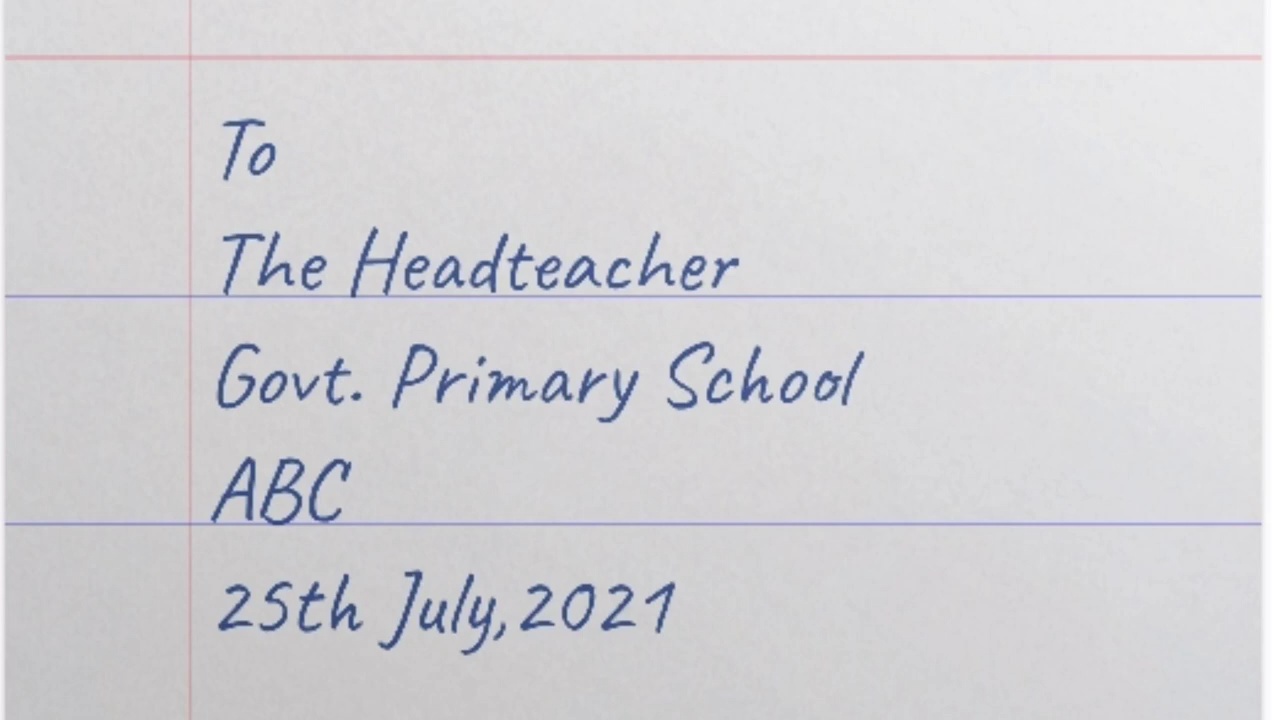 To
The Headteacher
Govt. Primary School
ABC
25th July,2021